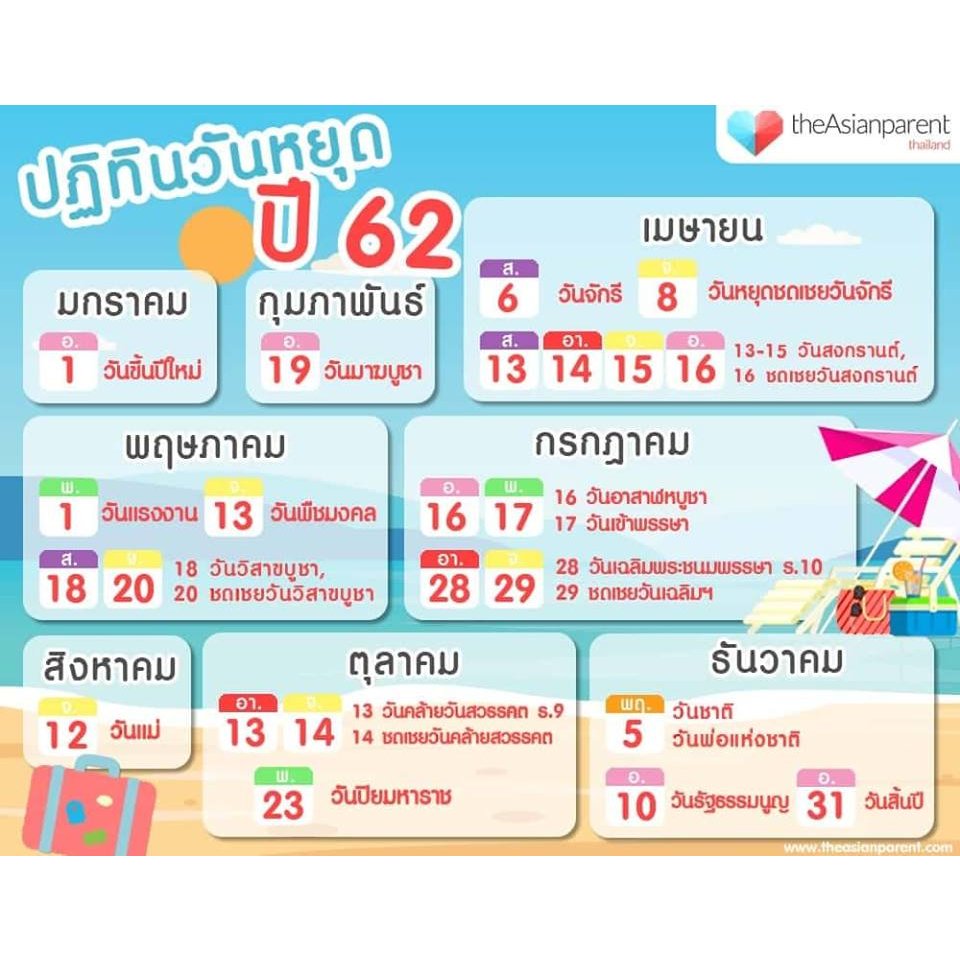 theAsianparent
thailand
ปฏิทินวันหยุด
ปี 62
มกราคม
อ.
1 วันขึ้นปีใหม่
กุมภาพันธ์
อ.
19 วันมาฆบูชา
เมษายน
ส. จ.
6 วันจักรี 8 วันหยุดชดเชยวันจักรี
ส. อา. จ. อ.
13 14 15 16
13-15 วันสงกรานต์,
16 ชดเชยวันสงกรานต์
พฤษภาคม
พ. จ.
1 วันแรงงาน 13 วันพืชมงคล
ส. จ.
18 20
18 วันวิสาขบูชา,
20 ชดเชยวันวิสาขบูชา
กรกฎาคม
อ. พ.
16 17
16 วันอาสาฬหบูชา
17 วันเข้าพรรษา
อา. จ.
28 29
28 วันเฉลิมพระชนมพรรษา ร.10
29 ชดเชยวันเฉลิมฯ
สิงหาคม
จ.
12 วันแม่
ตุลาคม
อา. จ.
13 14
13 วันคล้ายวันสวรรคต ร.9
14 ชดเชยวันคล้ายสวรรคต
พ.
23 วันปิยมหาราช
ธันวาคม
พฤ.
5
วันชาติ
วันพ่อแห่งชาติ
อ. อ.
10 วันรัฐธรรมนูญ 31 วันสิ้นปี
www.theasianparent.com